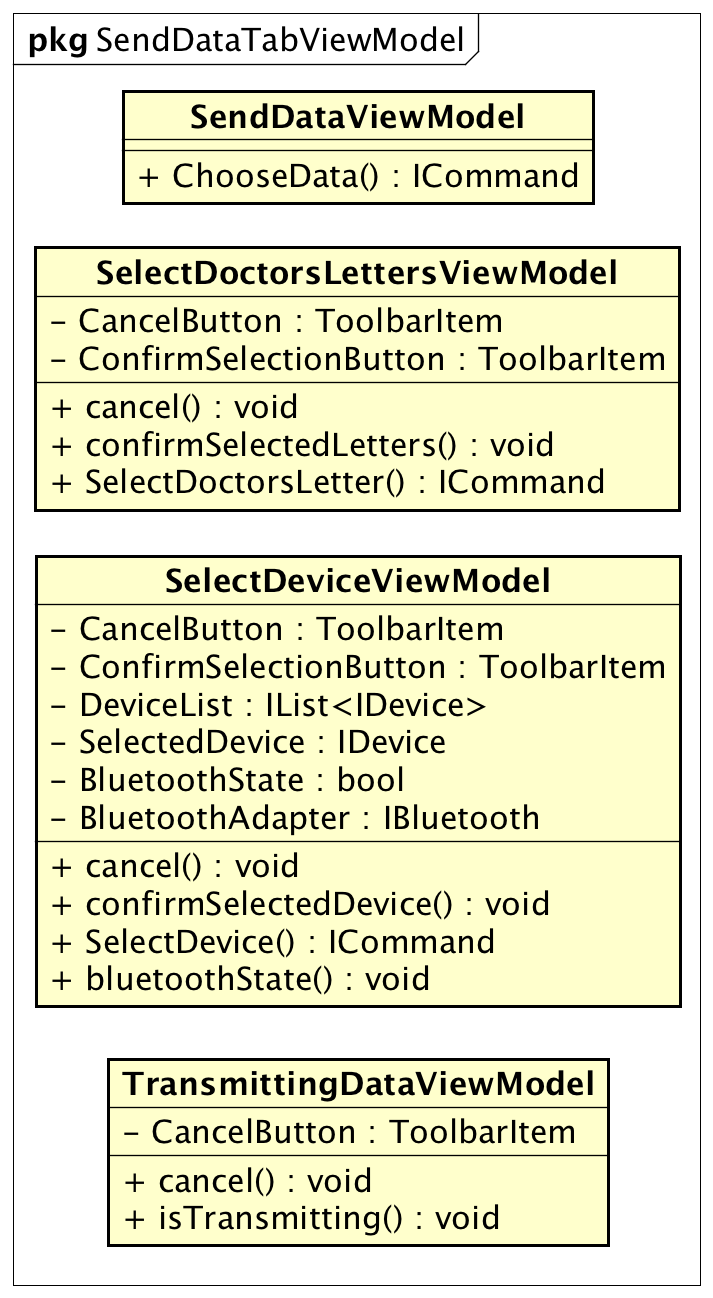 pkg SendDataTabViewModel
SendDataViewModel
+ ChooseData() : ICommand
SelectDoctorsLettersViewModel
– CancelButton : ToolbarItem
– ConfirmSelectionButton : ToolbarItem
+ cancel() : void
+ confirmSelectedLetters() : void
+ SelectDoctorsLetter() : ICommand
SelectDeviceViewModel
– CancelButton : ToolbarItem
– ConfirmSelectionButton : ToolbarItem
– DeviceList : IList<IDevice>
– SelectedDevice : IDevice
– BluetoothState : bool
– BluetoothAdapter : IBluetooth
+ cancel() : void
+ confirmSelectedDevice() : void
+ SelectDevice() : ICommand
+ bluetoothState() : void
TransmittingDataViewModel
– CancelButton : ToolbarItem
+ cancel() : void
+ isTransmitting() : void